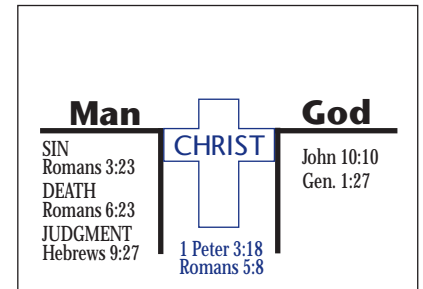 Man
SIN
Romans 3:23
DEATH
Romans 6:23
JUDGMENT
Hebrews 9:27
CHRIST
1 Peter 3:18
Romans 5:8
God
John 10:10
Gen. 1:27